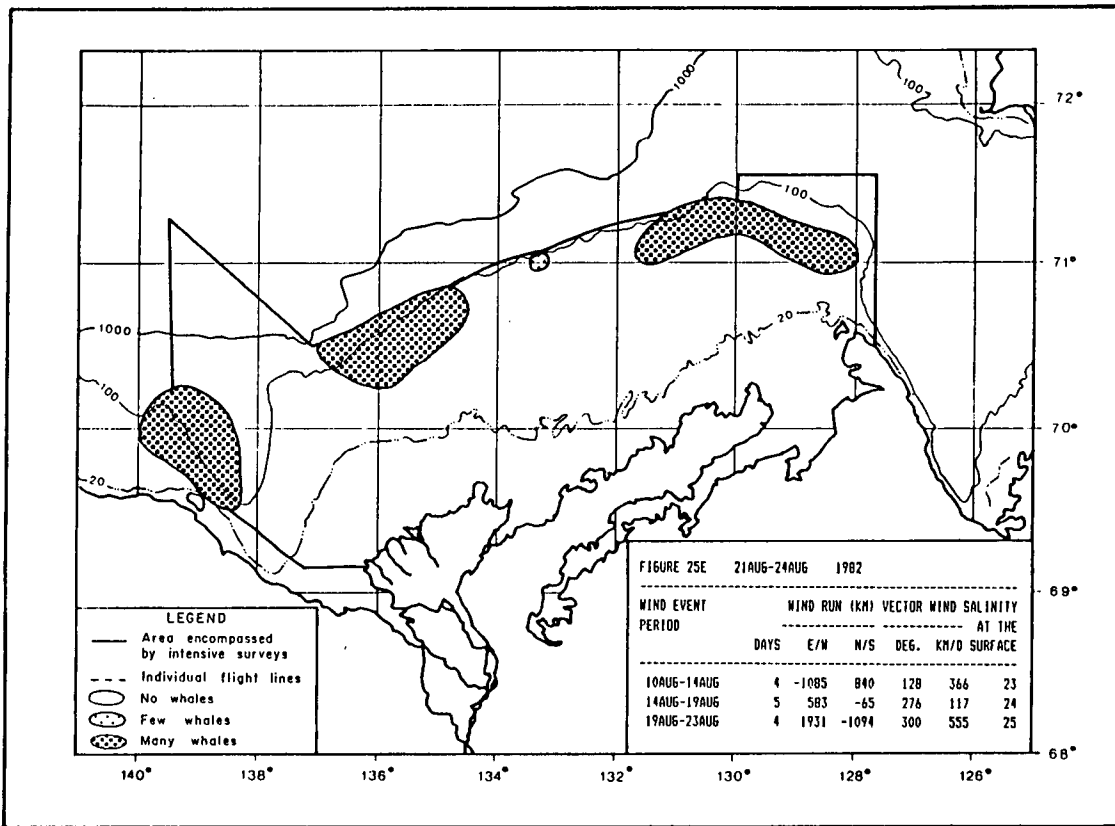 1000
100
72°
100
71°
1000
20
100
70°
20
69°
68°
140°
138°
136°
134°
132°
130°
128°
126°
LEGEND
Area encompassed
by intensive surveys
Individual flight lines
No whales
Few whales
Many whales
FIGURE 25E 21AUG-24AUG 1982
WIND EVENT WIND RUN (KM) VECTOR WIND SALINITY
PERIOD AT THE
DAYS E/W N/S DEG. KM/D SURFACE
10AUG-14AUG 4 -1085 840 128 366 23
14AUG-19AUG 5 583 -65 276 117 24
19AUG-23AUG 4 1931 -1094 300 555 25